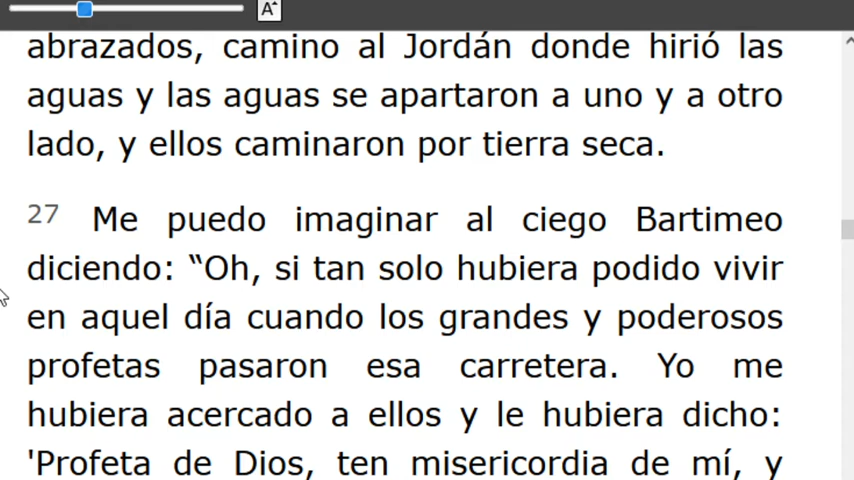 A
abrazados, camino al Jordán donde hirió las
aguas y las aguas se apartaron a uno y a otro
lado, y ellos caminaron por tierra seca.
27 Me puedo imaginar al ciego Bartimeo
diciendo: “Oh, si tan solo hubiera podido vivir
en aquel día cuando los grandes y poderosos
profetas pasaron esa carretera. Yo me
hubiera acercado a ellos y le hubiera dicho:
'Profeta de Dios, ten misericordia de mí, y